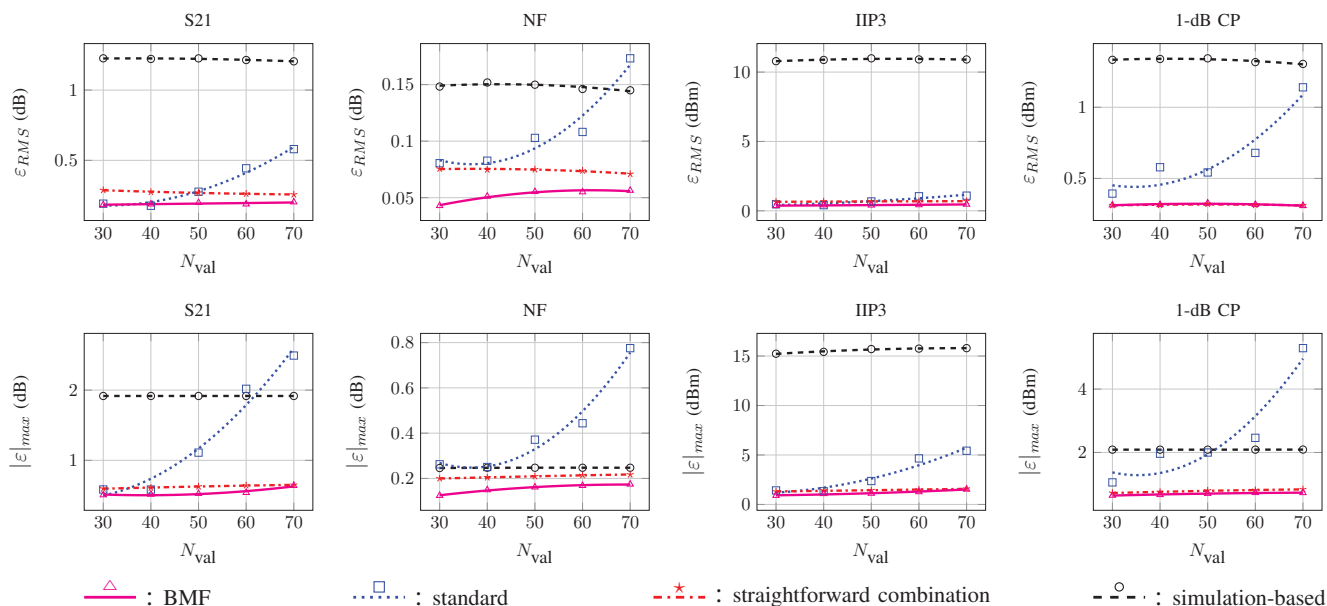 S21
NF
IIP3
1-dB CP
ε_RMS (dB)
1
0.5
30 40 50 60 70
N_val
ε_RMS (dB)
0.15
0.1
0.05
30 40 50 60 70
N_val
ε_RMS (dBm)
10
5
0
30 40 50 60 70
N_val
ε_RMS (dBm)
1
0.5
30 40 50 60 70
N_val
S21
NF
IIP3
1-dB CP
|ε|_max (dB)
2
1
30 40 50 60 70
N_val
|ε|_max (dB)
0.8
0.6
0.4
0.2
30 40 50 60 70
N_val
|ε|_max (dBm)
15
10
5
0
30 40 50 60 70
N_val
|ε|_max (dBm)
4
2
30 40 50 60 70
N_val
: BMF : standard : straightforward combination : simulation-based